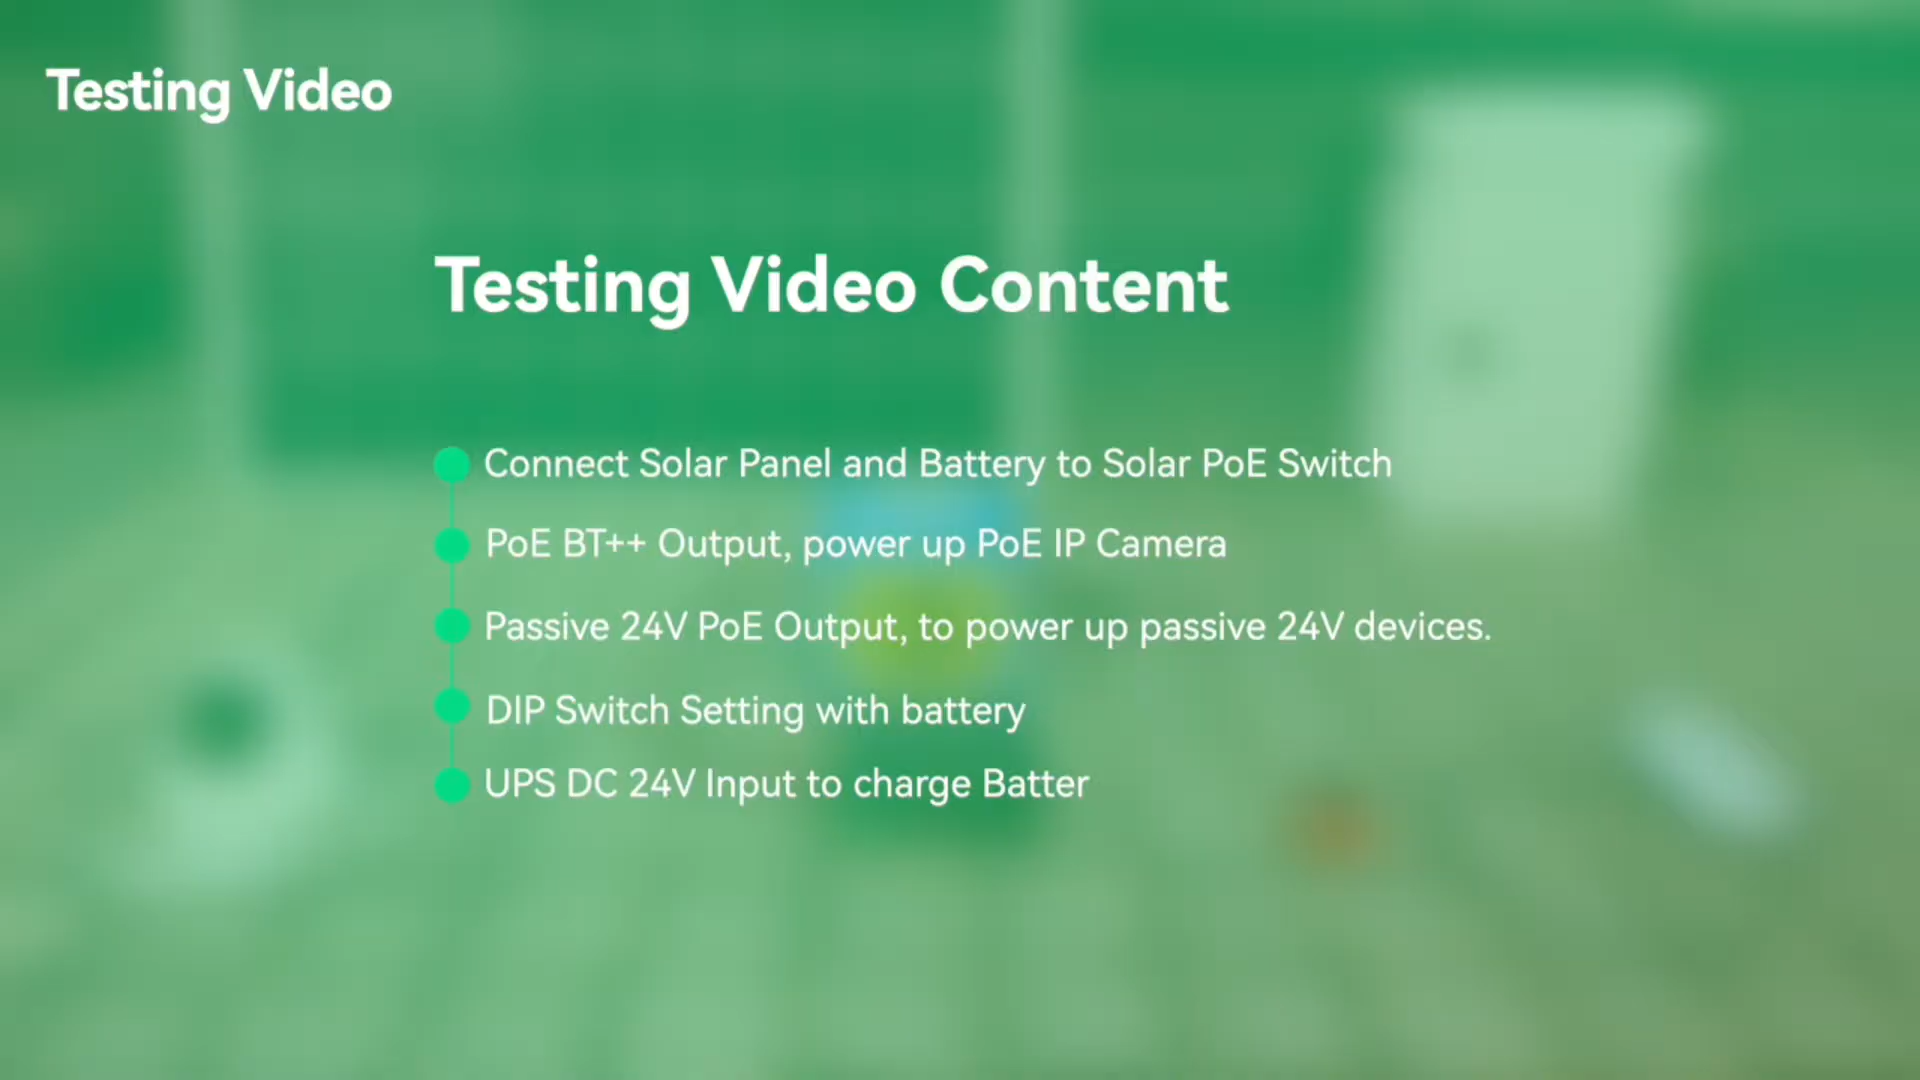 Testing Video
Testing Video Content
Connect Solar Panel and Battery to Solar PoE Switch
PoE BT++ Output, power up PoE IP Camera
Passive 24V PoE Output, to power up passive 24V devices.
DIP Switch Setting with battery
UPS DC 24V Input to charge Batter